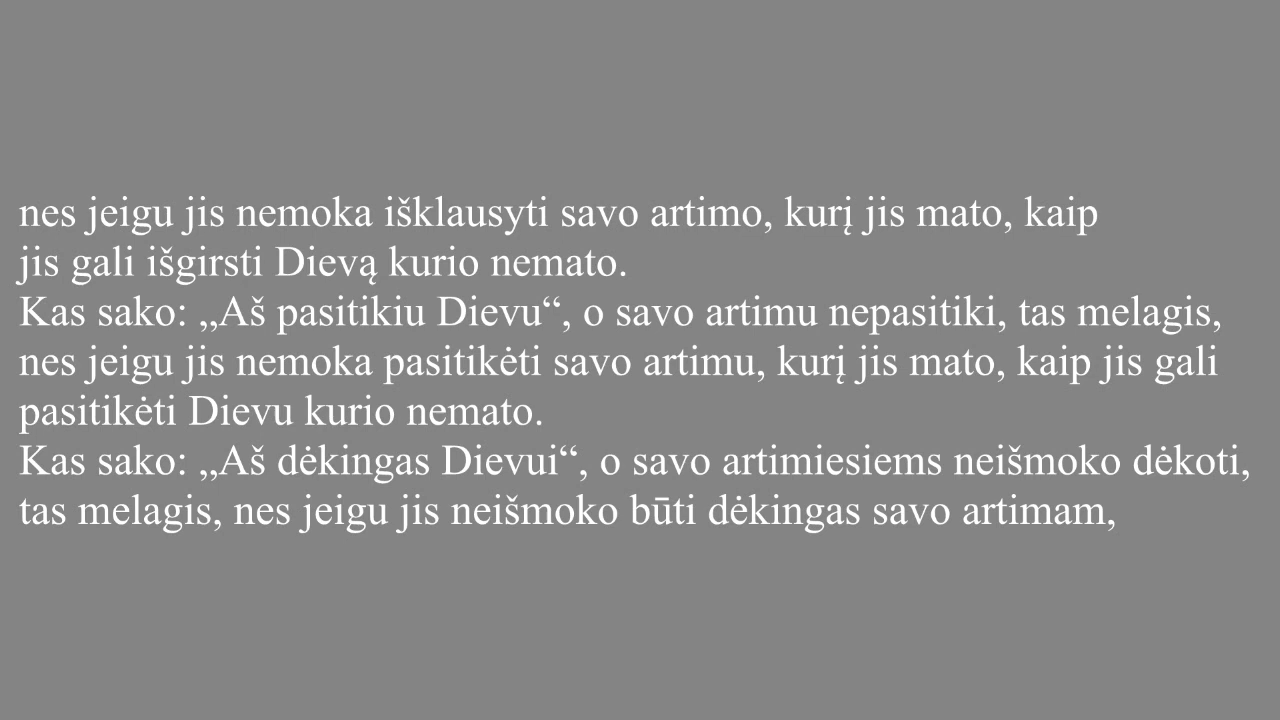 nes jeigu jis nemoka išklausyti savo artimo, kurį jis mato, kaip
jis gali išgirsti Dievą kurio nemato.
Kas sako: „Aš pasitikiu Dievu“, o savo artimu nepasitiki, tas melagis,
nes jeigu jis nemoka pasitikėti savo artimu, kurį jis mato, kaip jis gali
pasitikėti Dievu kurio nemato.
Kas sako: „Aš dėkingas Dievui“, o savo artimiesiems neišmoko dėkoti,
tas melagis, nes jeigu jis neišmoko būti dėkingas savo artimam,